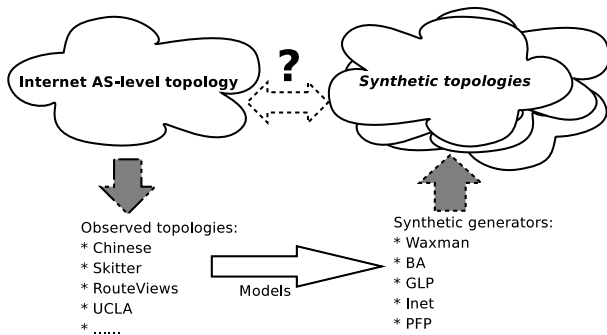 Internet AS-level topology
?
Synthetic topologies
Observed topologies:
* Chinese
* Skitter
* RouteViews
* UCLA
* ......
Models
Synthetic generators:
* Waxman
* BA
* GLP
* Inet
* PFP